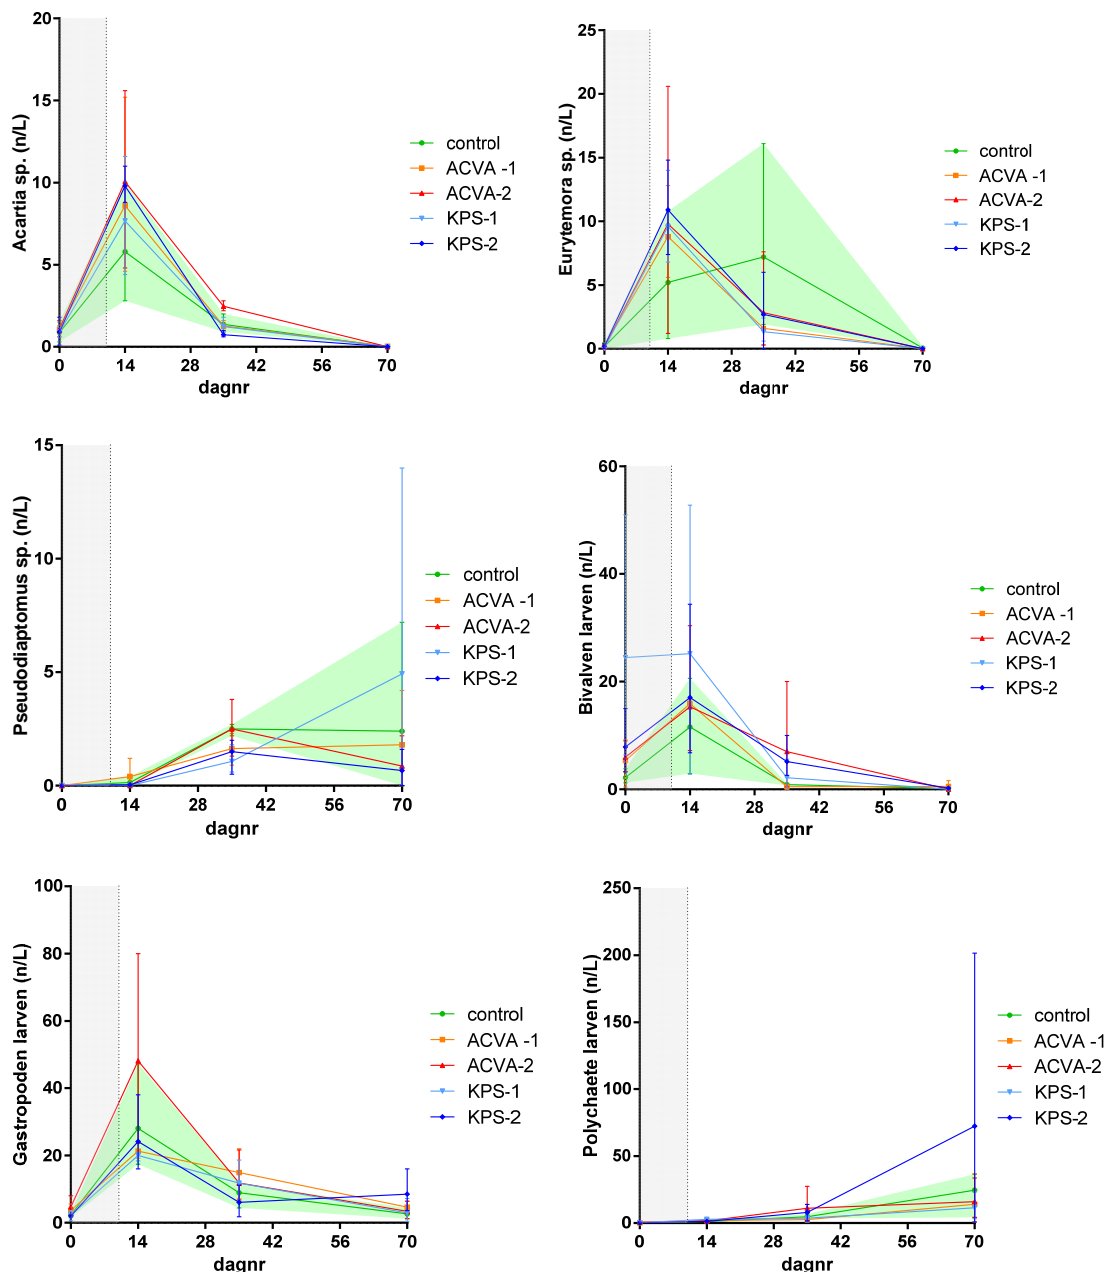 Acartia sp. (n/L)
20
15
10
5
0
0 14 28 42 56 70
dagnr
control
ACVA -1
ACVA-2
KPS-1
KPS-2
Eurytemora sp. (n/L)
25
20
15
10
5
0
0 14 28 42 56 70
dagnr
control
ACVA -1
ACVA-2
KPS-1
KPS-2
Pseudodiaptomus sp. (n/L)
15
10
5
0
0 14 28 42 56 70
dagnr
control
ACVA -1
ACVA-2
KPS-1
KPS-2
Bivalven larven (n/L)
60
40
20
0
0 14 28 42 56 70
dagnr
control
ACVA -1
ACVA-2
KPS-1
KPS-2
Gastropoden larven (n/L)
100
80
60
40
20
0
0 14 28 42 56 70
dagnr
control
ACVA -1
ACVA-2
KPS-1
KPS-2
Polychaete larven (n/L)
250
200
150
100
50
0
0 14 28 42 56 70
dagnr
control
ACVA -1
ACVA-2
KPS-1
KPS-2